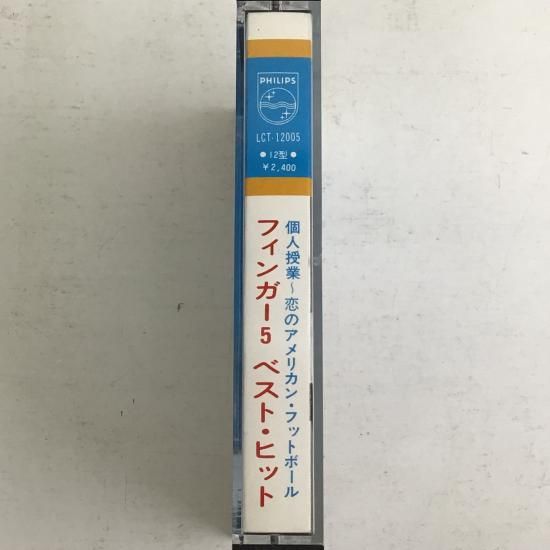 PHILIPS
LCT-12005
●12型●
￥2,400
個人授業～恋のアメリカン・フットボール
フィンガー5 ベスト・ヒット